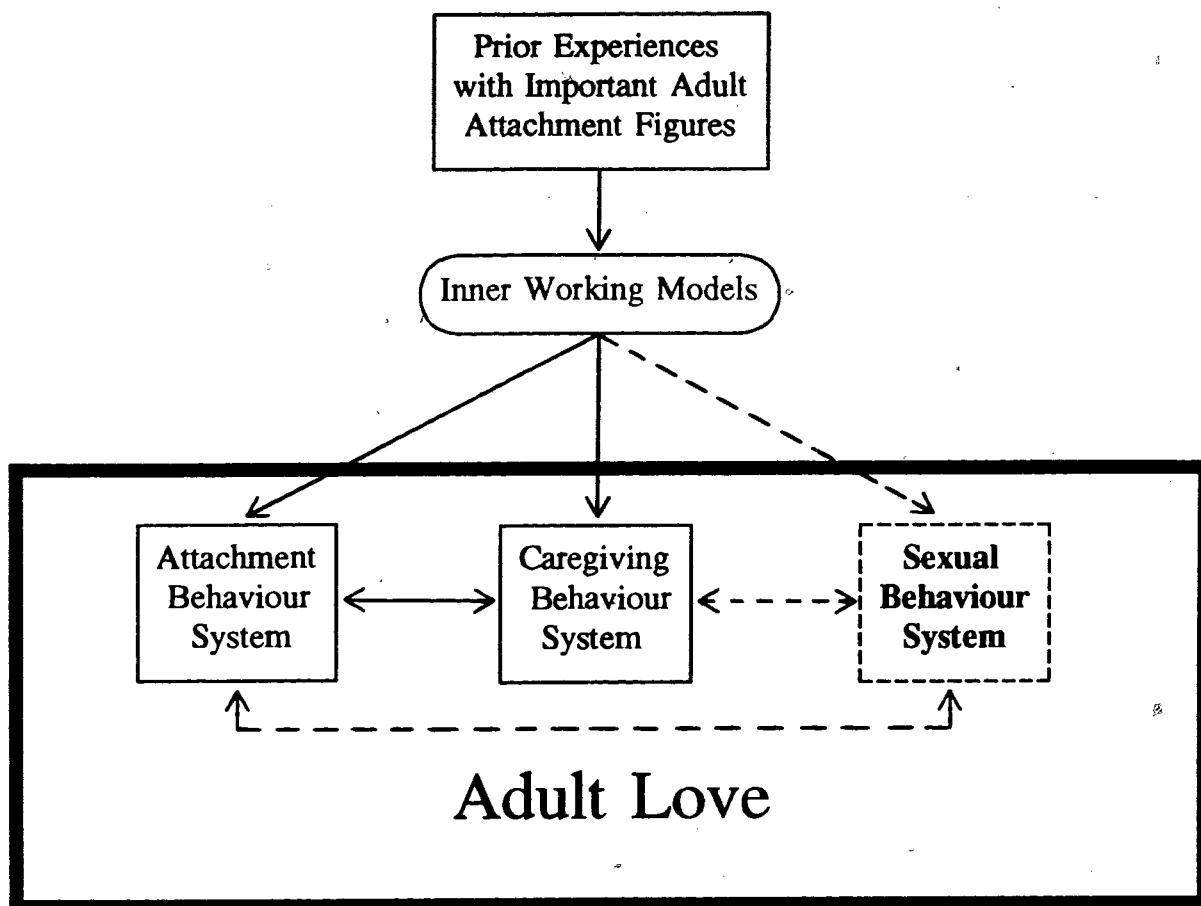 Prior Experiences
with Important Adult
Attachment Figures
Inner Working Models
Attachment
Behaviour
System
Caregiving
Behaviour
System
Sexual
Behaviour
System
Adult Love